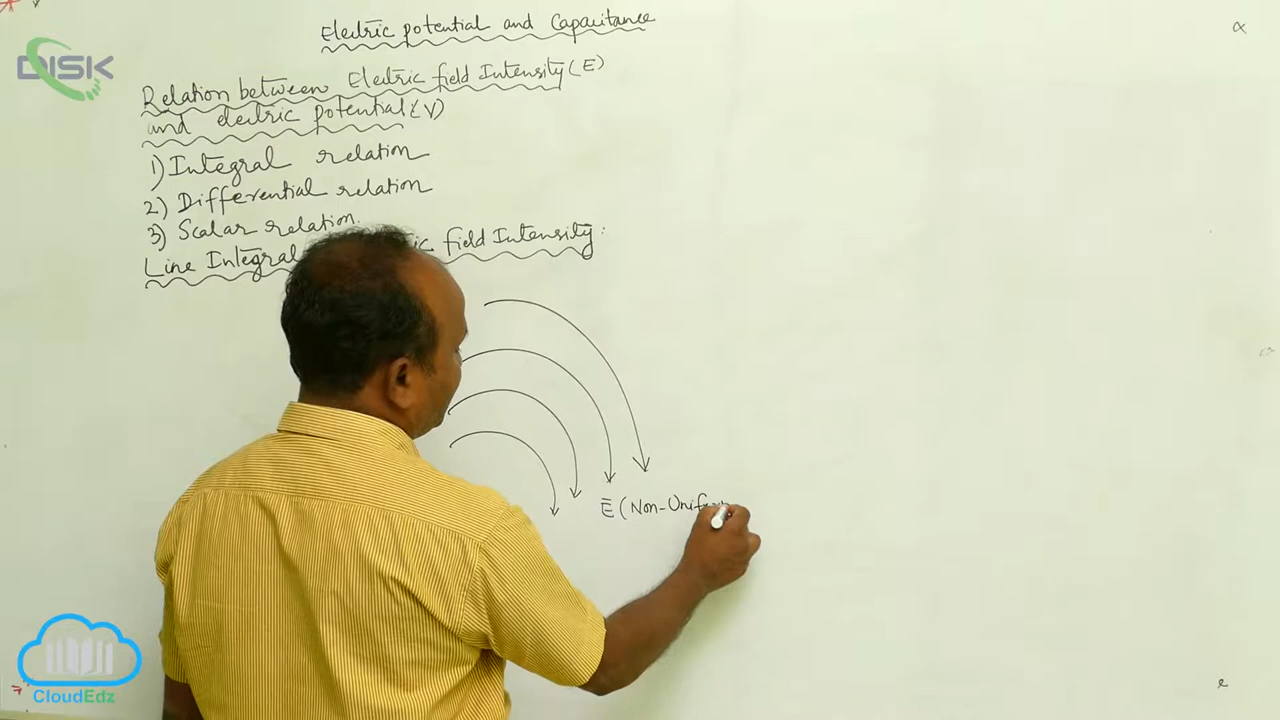 Electric potential and Capacitance
DISK
Relation between Electric field Intensity (E)
and electric potential (V)
1) Integral relation
2) Differential relation
3) Scalar relation.
Line Integral field Intensity:
Ē (Non-Uniform
CloudEdz
α